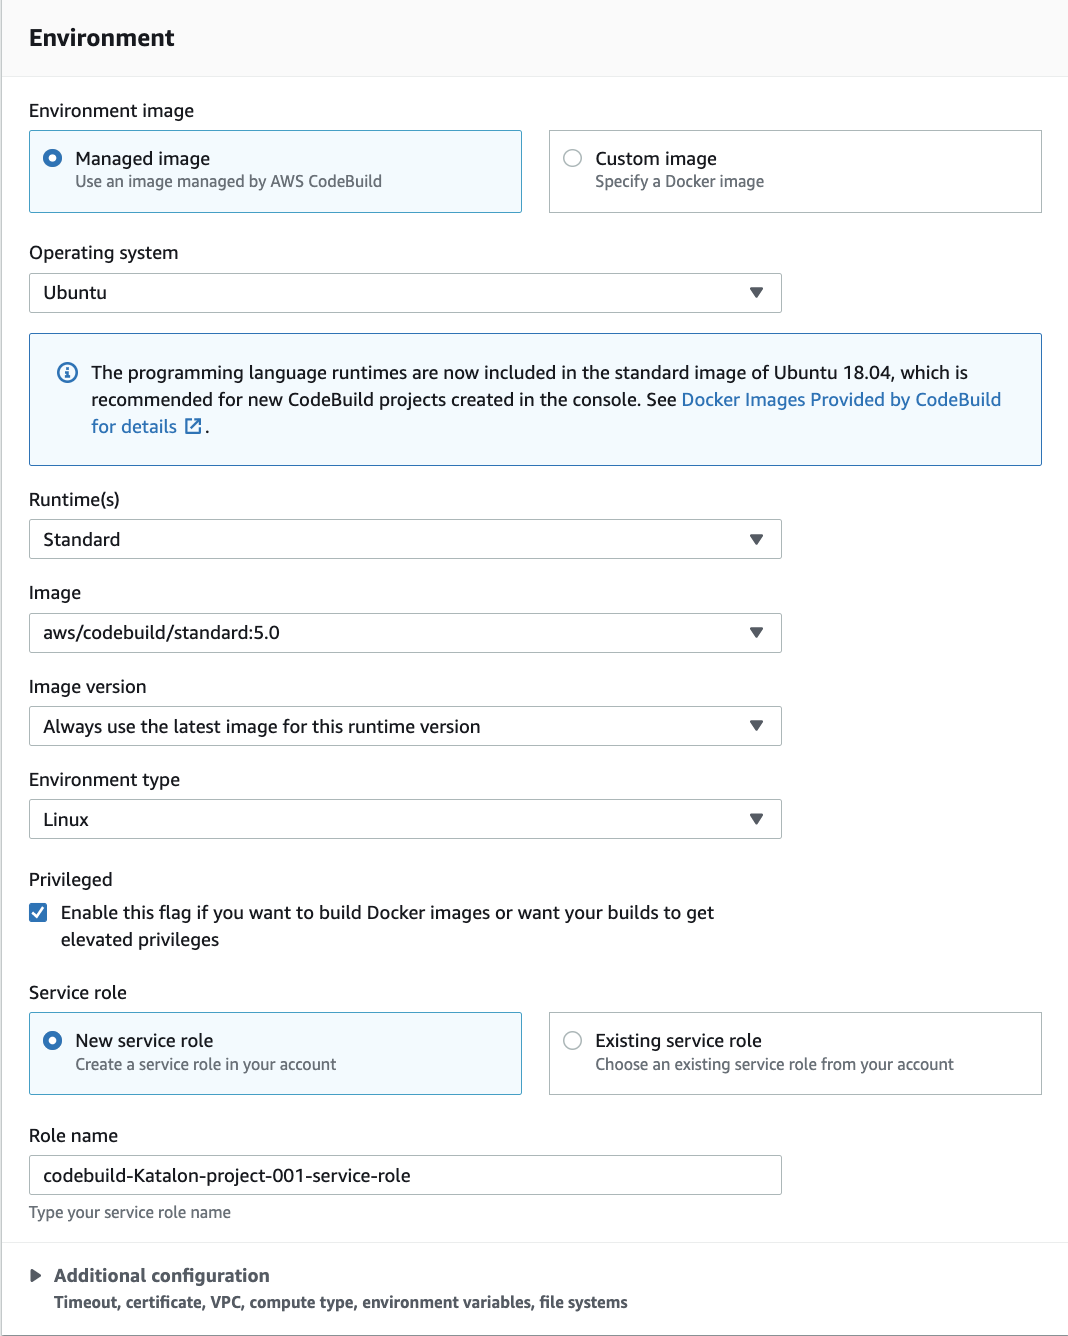 Environment
Environment image
Managed image
Use an image managed by AWS CodeBuild
Custom image
Specify a Docker image
Operating system
Ubuntu
The programming language runtimes are now included in the standard image of Ubuntu 18.04, which is
recommended for new CodeBuild projects created in the console. See Docker Images Provided by CodeBuild
for details .
Runtime(s)
Standard
Image
aws/codebuild/standard:5.0
Image version
Always use the latest image for this runtime version
Environment type
Linux
Privileged
Enable this flag if you want to build Docker images or want your builds to get
elevated privileges
Service role
New service role
Create a service role in your account
Existing service role
Choose an existing service role from your account
Role name
codebuild-Katalon-project-001-service-role
Type your service role name
Additional configuration
Timeout, certificate, VPC, compute type, environment variables, file systems